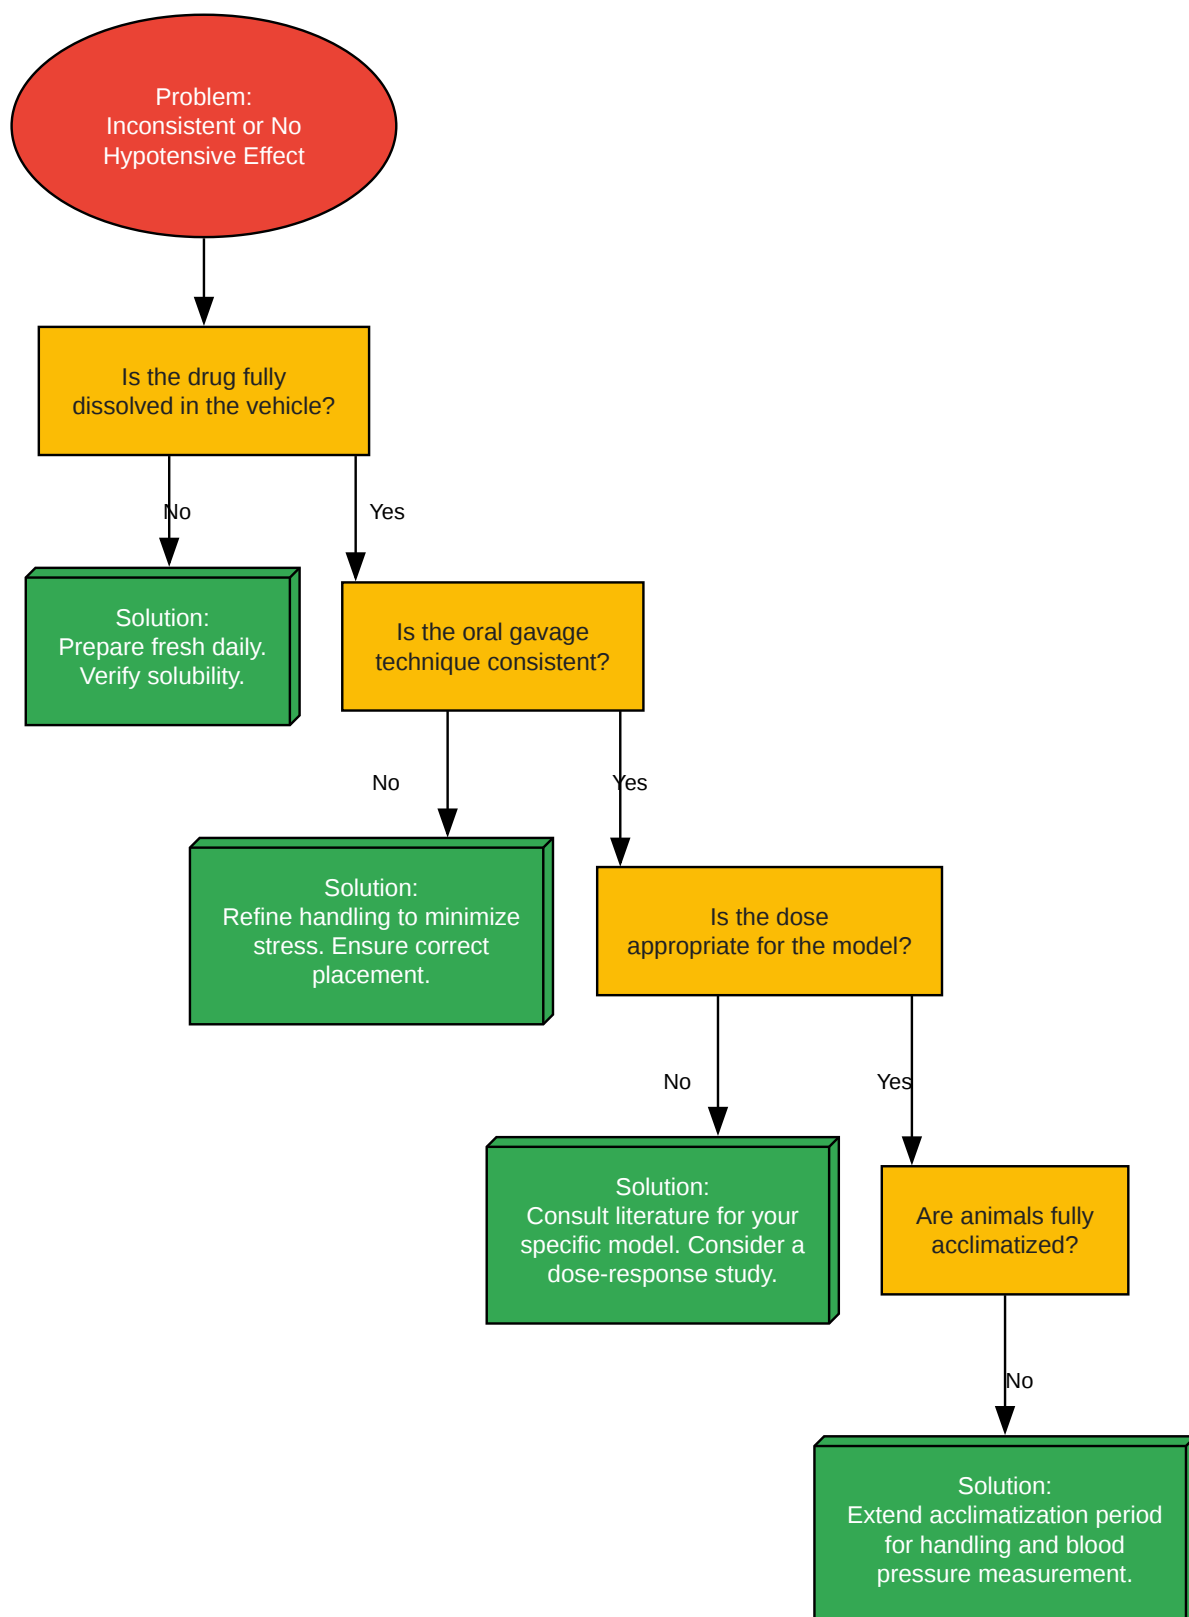 Problem:
Inconsistent or No
Hypotensive Effect
Is the drug fully
dissolved in the vehicle?
No
Yes
Solution:
Prepare fresh daily.
Verify solubility.
Is the oral gavage
technique consistent?
No
Yes
Solution:
Refine handling to minimize
stress. Ensure correct
placement.
Is the dose
appropriate for the model?
No
Yes
Solution:
Consult literature for your
specific model. Consider a
dose-response study.
Are animals fully
acclimatized?
No
Solution:
Extend acclimatization period
for handling and blood
pressure measurement.